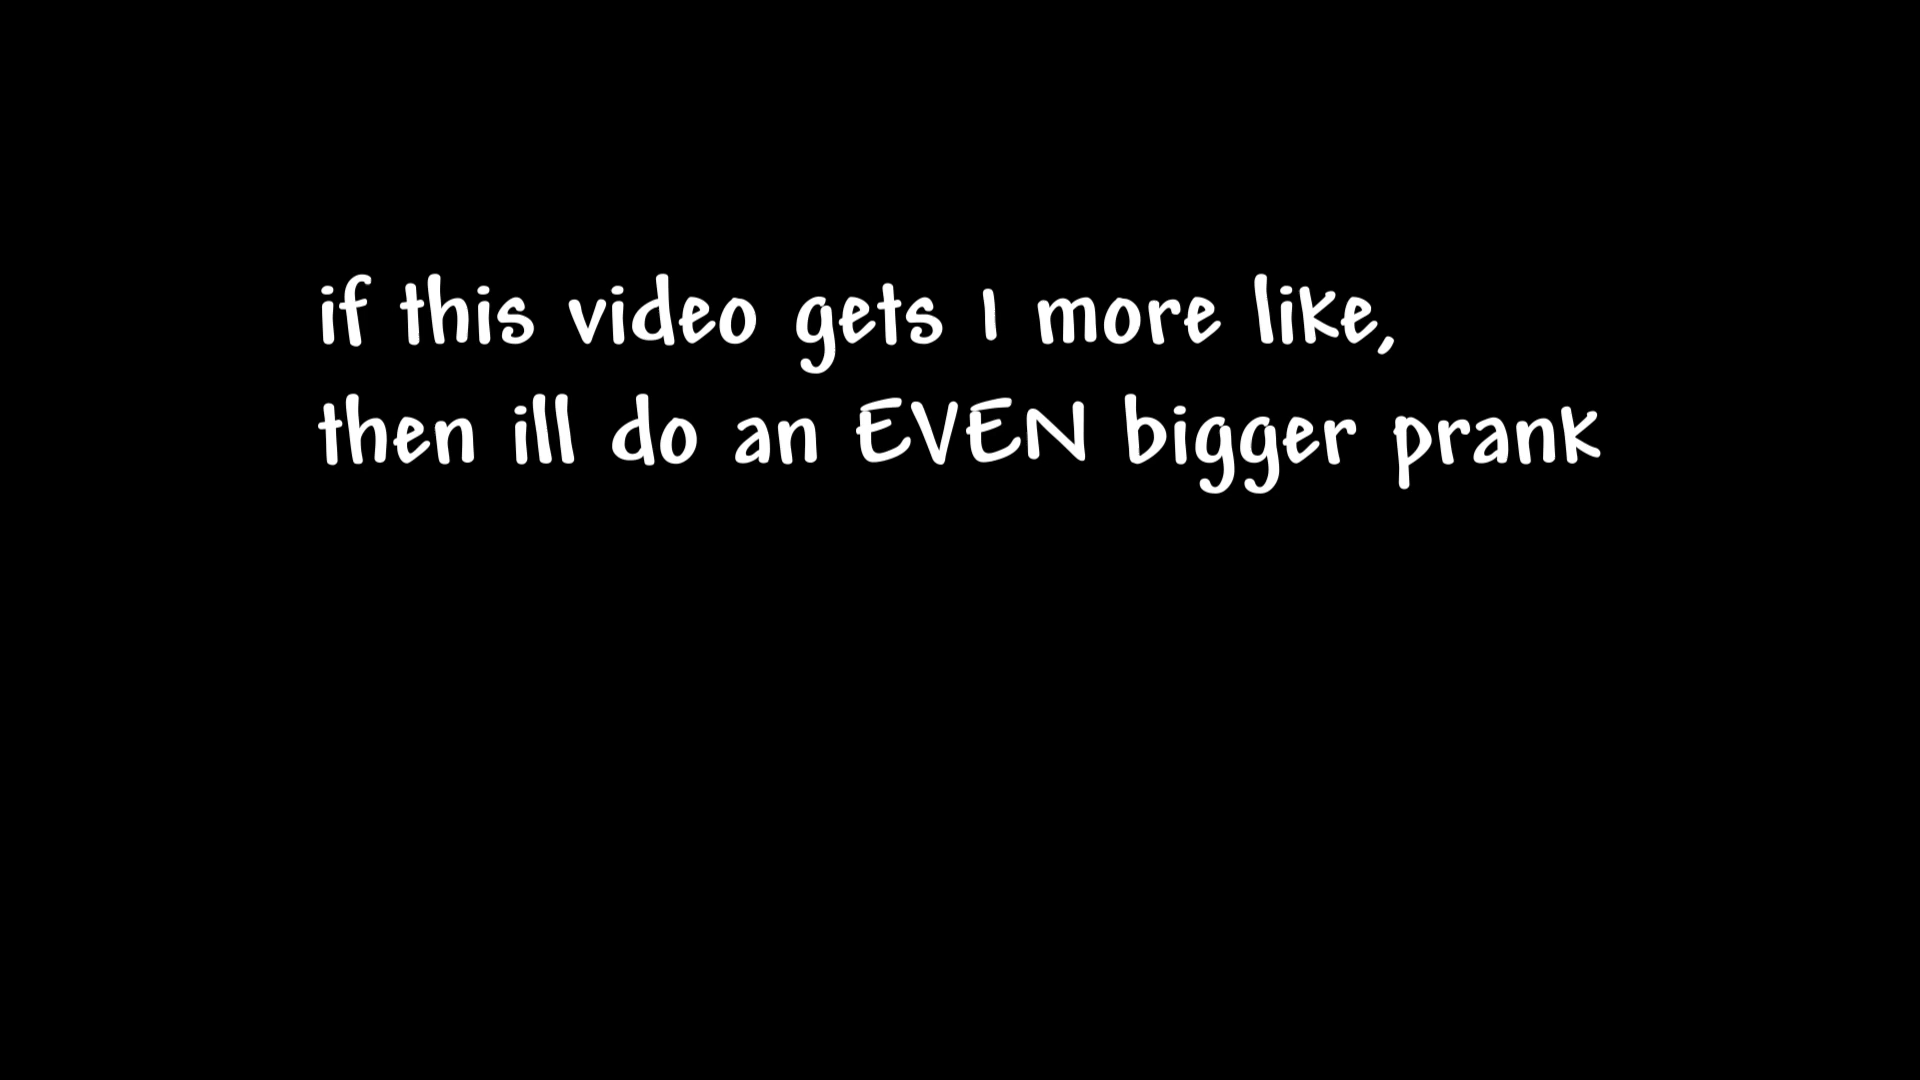 if this video gets 1 more like,
then ill do an EVEN bigger prank